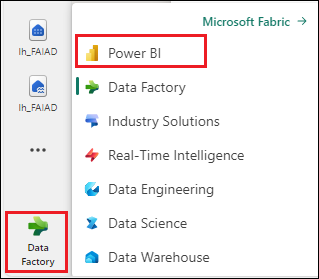 lh_FAIAD
lh_FAIAD
Data
Factory
Microsoft Fabric →
Power BI
Data Factory
Industry Solutions
Real-Time Intelligence
Data Engineering
Data Science
Data Warehouse